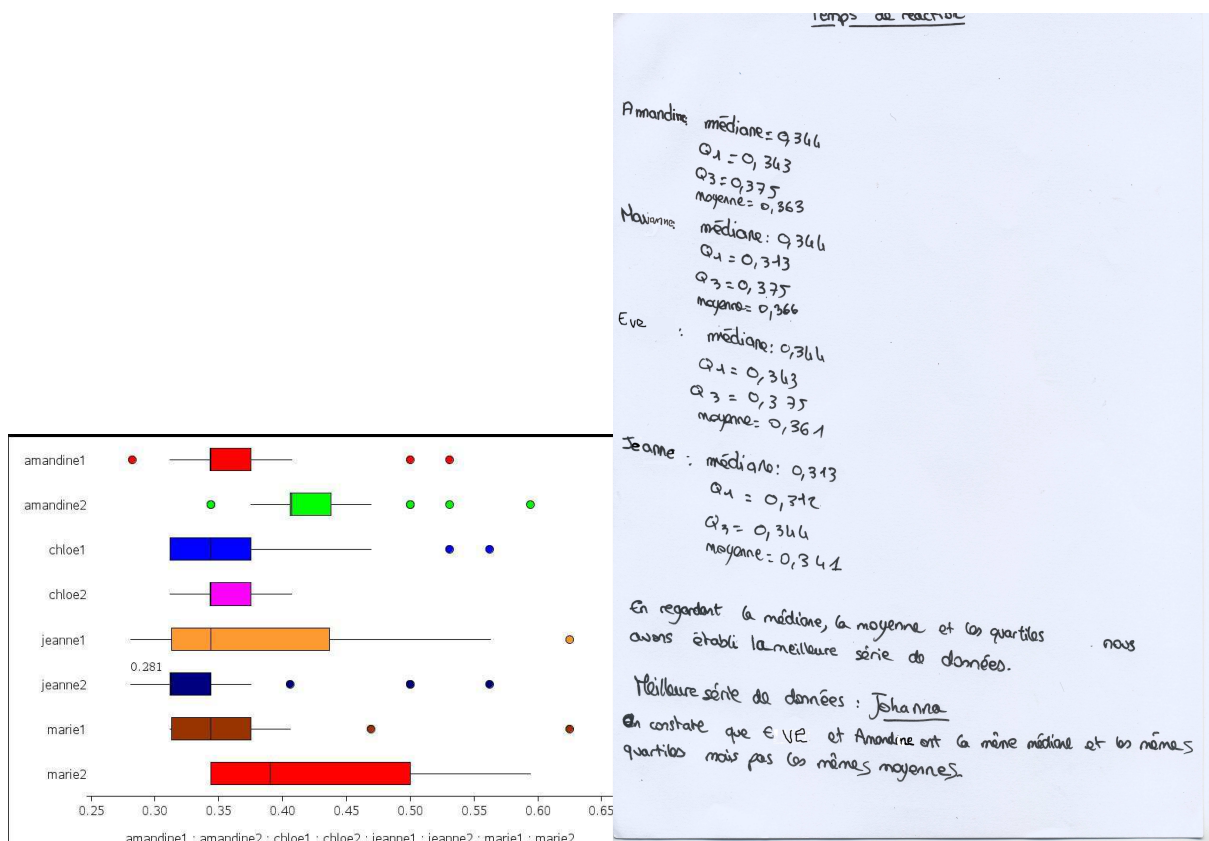 amandine1
amandine2
chloe1
chloe2
jeanne1
0.281
jeanne2
marie1
marie2
0.25 0.30 0.35 0.40 0.45 0.50 0.55 0.60 0.65
amandine1 ; amandine2 ; chloe1 ; chloe2 ; jeanne1 ; jeanne2 ; marie1 ; marie2
Temps de réaction
Amandine médiane = 0,344
Q1 = 0, 343
Q3 = 0,375
moyenne = 0,363
Marianne médiane : 0,344
Q1 = 0,313
Q3 = 0,375
moyenne = 0,366
Eve : médiane : 0,344
Q1 = 0,343
Q3 = 0,375
moyenne = 0,361
Jeanne : médiane : 0,313
Q1 = 0,312
Q3 = 0,344
moyenne = 0,341
En regardant la médiane, la moyenne et les quartiles nous
avons établi la meilleure série de données.
Meilleure série de données : Johanna
On constate que EVE et Amandine ont la même médiane et les mêmes
quartiles mais pas les mêmes moyennes.